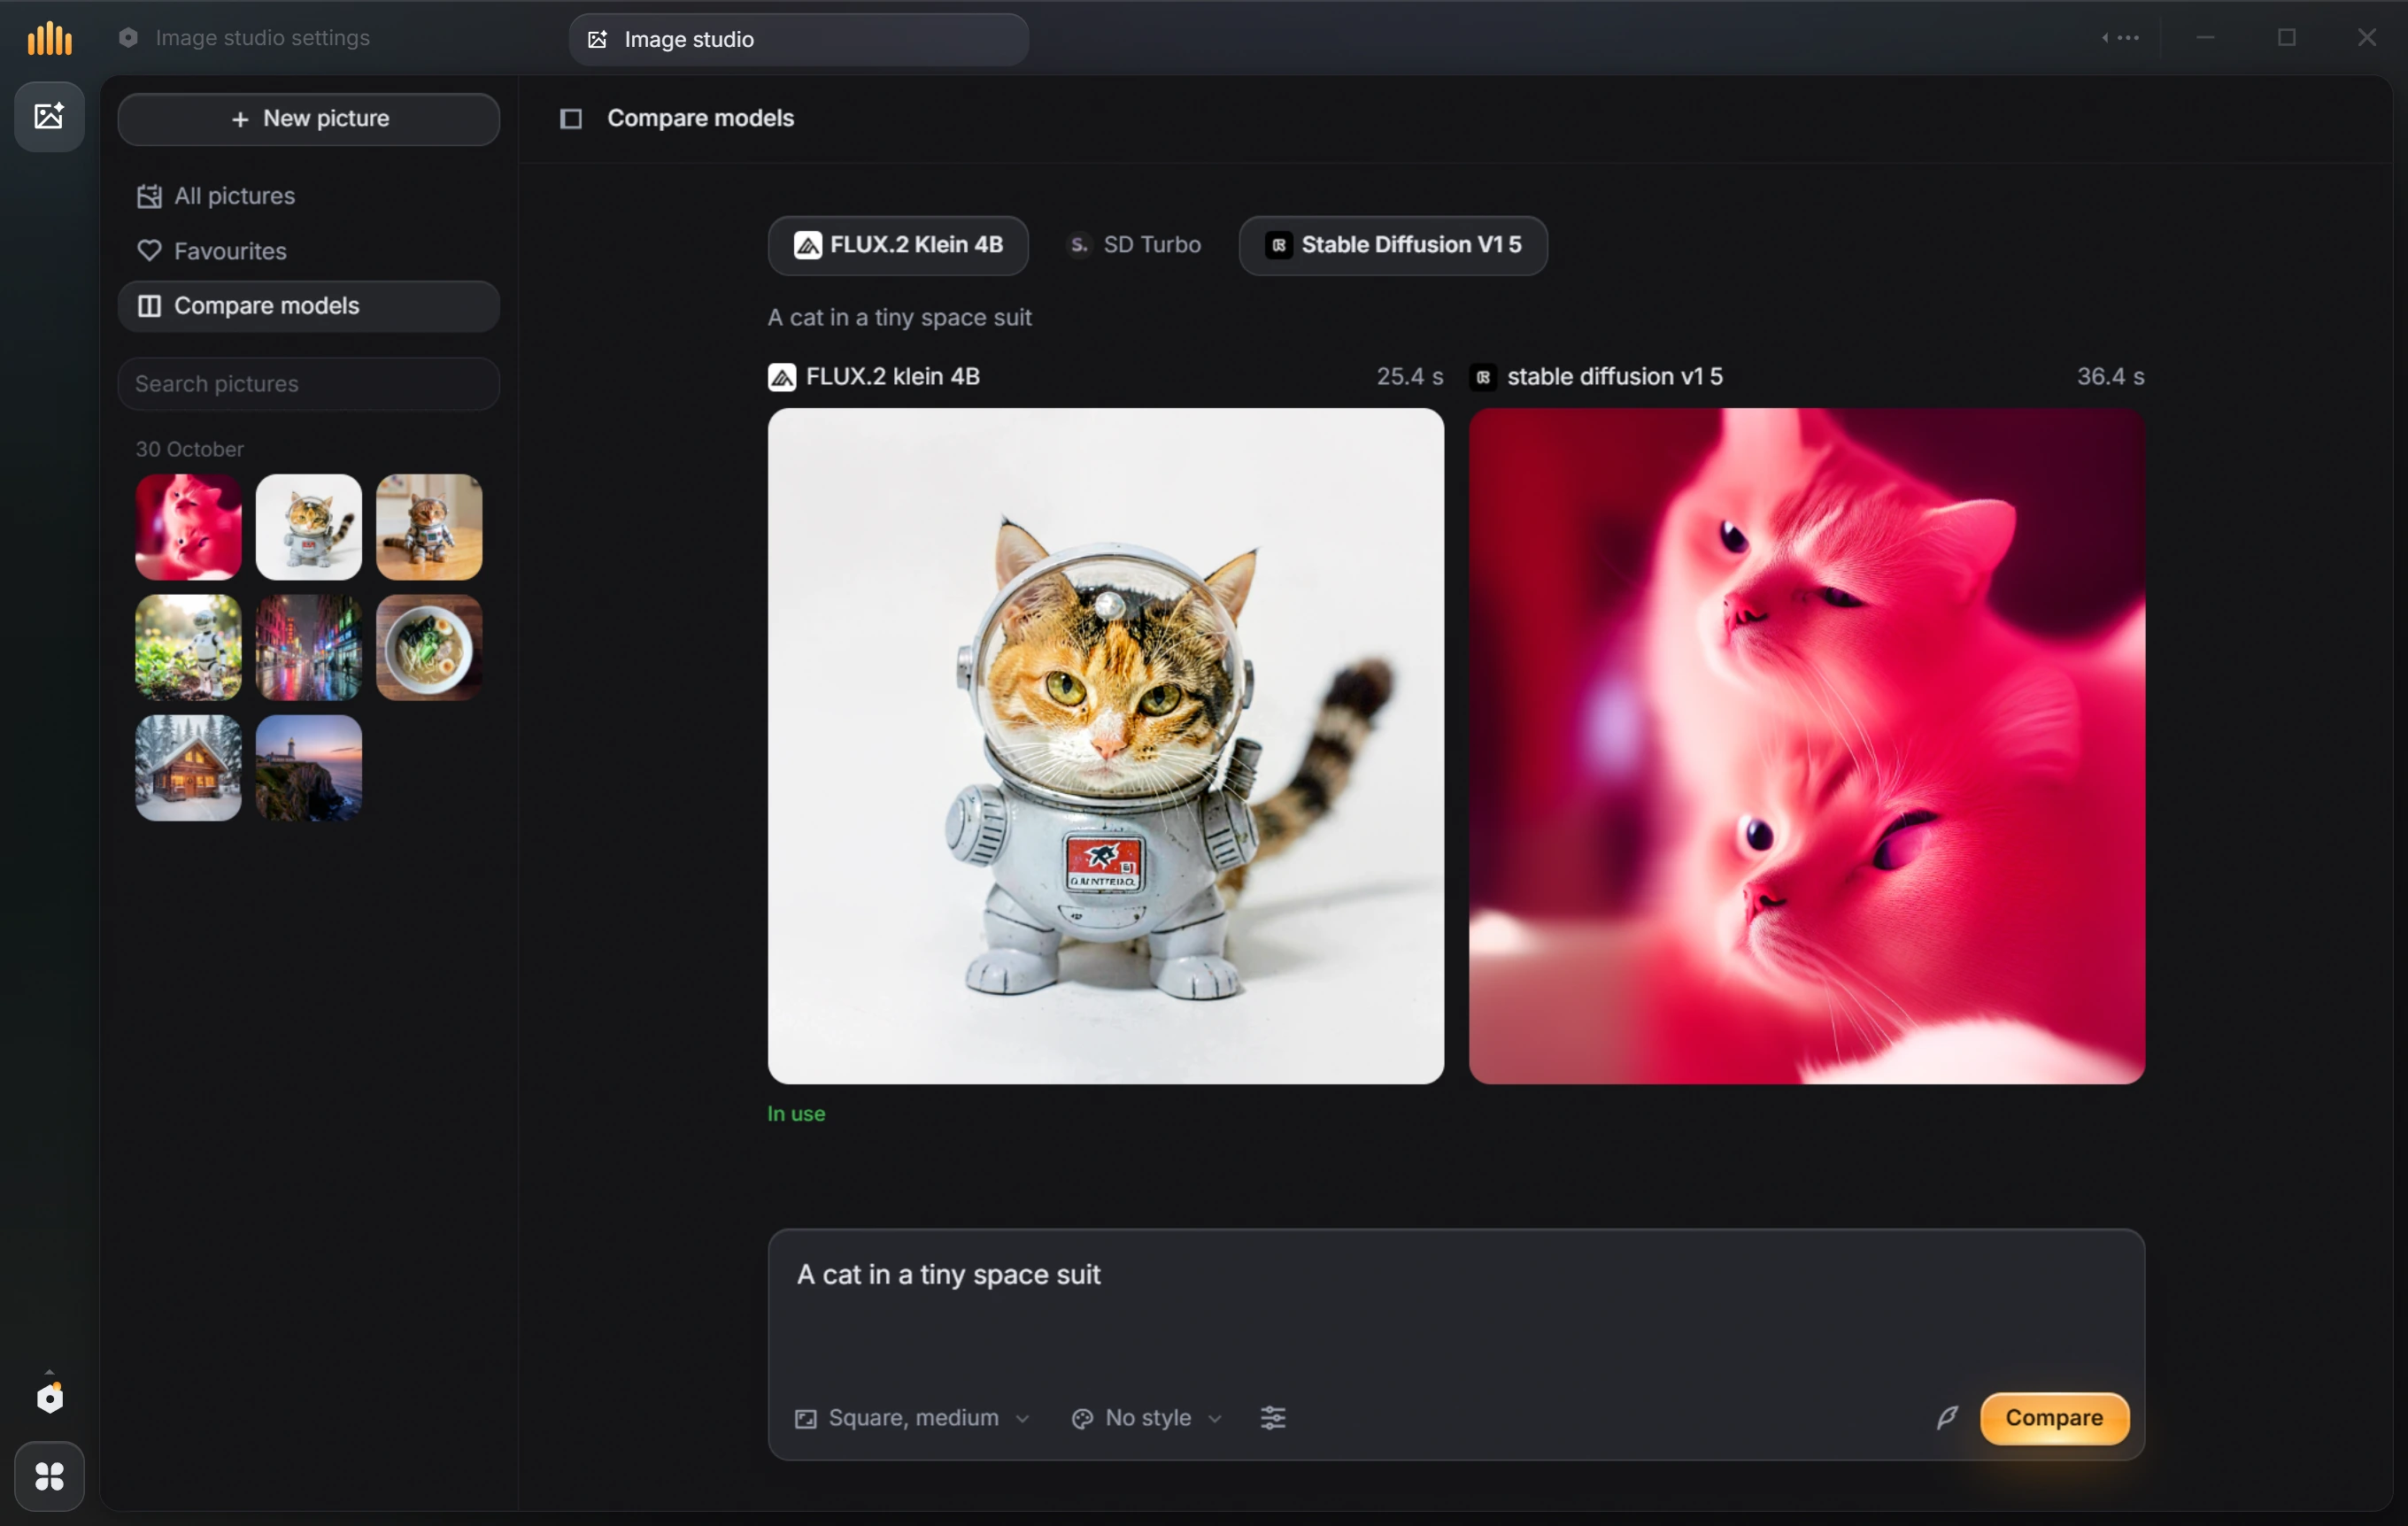 Image studio settings
Image studio
New picture
All pictures
Favourites
Compare models
Search pictures
30 October
Compare models
FLUX.2 Klein 4B
S. SD Turbo
Stable Diffusion V1 5
A cat in a tiny space suit
FLUX.2 klein 4B
25.4 s
stable diffusion v1 5
36.4 s
In use
A cat in a tiny space suit
Square, medium
No style
Compare